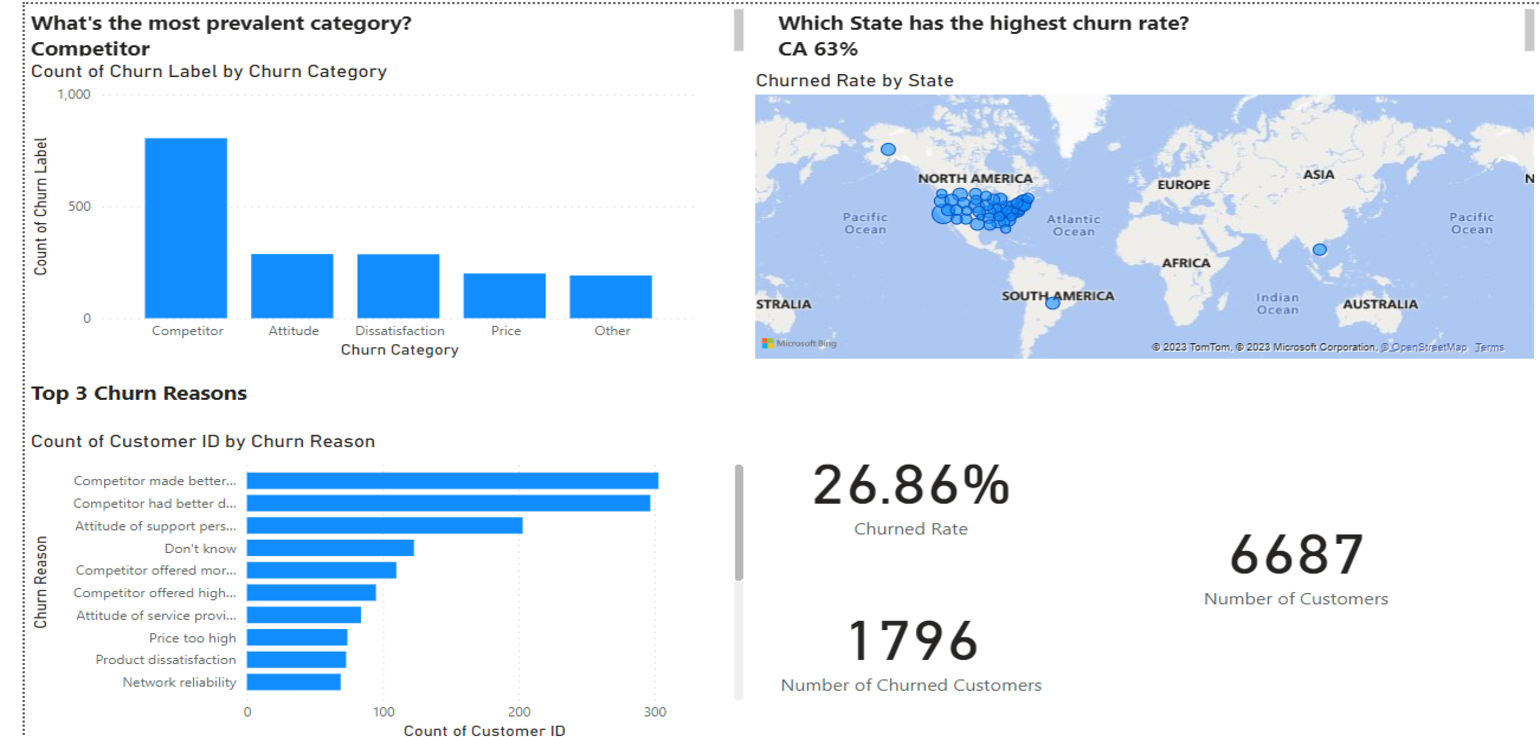 What's the most prevalent category?
Competitor
Count of Churn Label by Churn Category
1,000
500
0
Count of Churn Label
Competitor
Attitude
Dissatisfaction
Price
Other
Churn Category
Which State has the highest churn rate?
CA 63%
Churned Rate by State
NORTH AMERICA
EUROPE
ASIA
Pacific
Ocean
Atlantic
Ocean
Pacific
Ocean
AFRICA
STRALIA
SOUTH AMERICA
Indian
Ocean
AUSTRALIA
N
Microsoft Bing
© 2023 TomTom, © 2023 Microsoft Corporation, © OpenStreetMap Terms
Top 3 Churn Reasons
Count of Customer ID by Churn Reason
Churn Reason
Competitor made better...
Competitor had better d...
Attitude of support pers...
Don't know
Competitor offered mor...
Competitor offered high...
Attitude of service provi...
Price too high
Product dissatisfaction
Network reliability
0
100
200
300
Count of Customer ID
26.86%
Churned Rate
6687
Number of Customers
1796
Number of Churned Customers